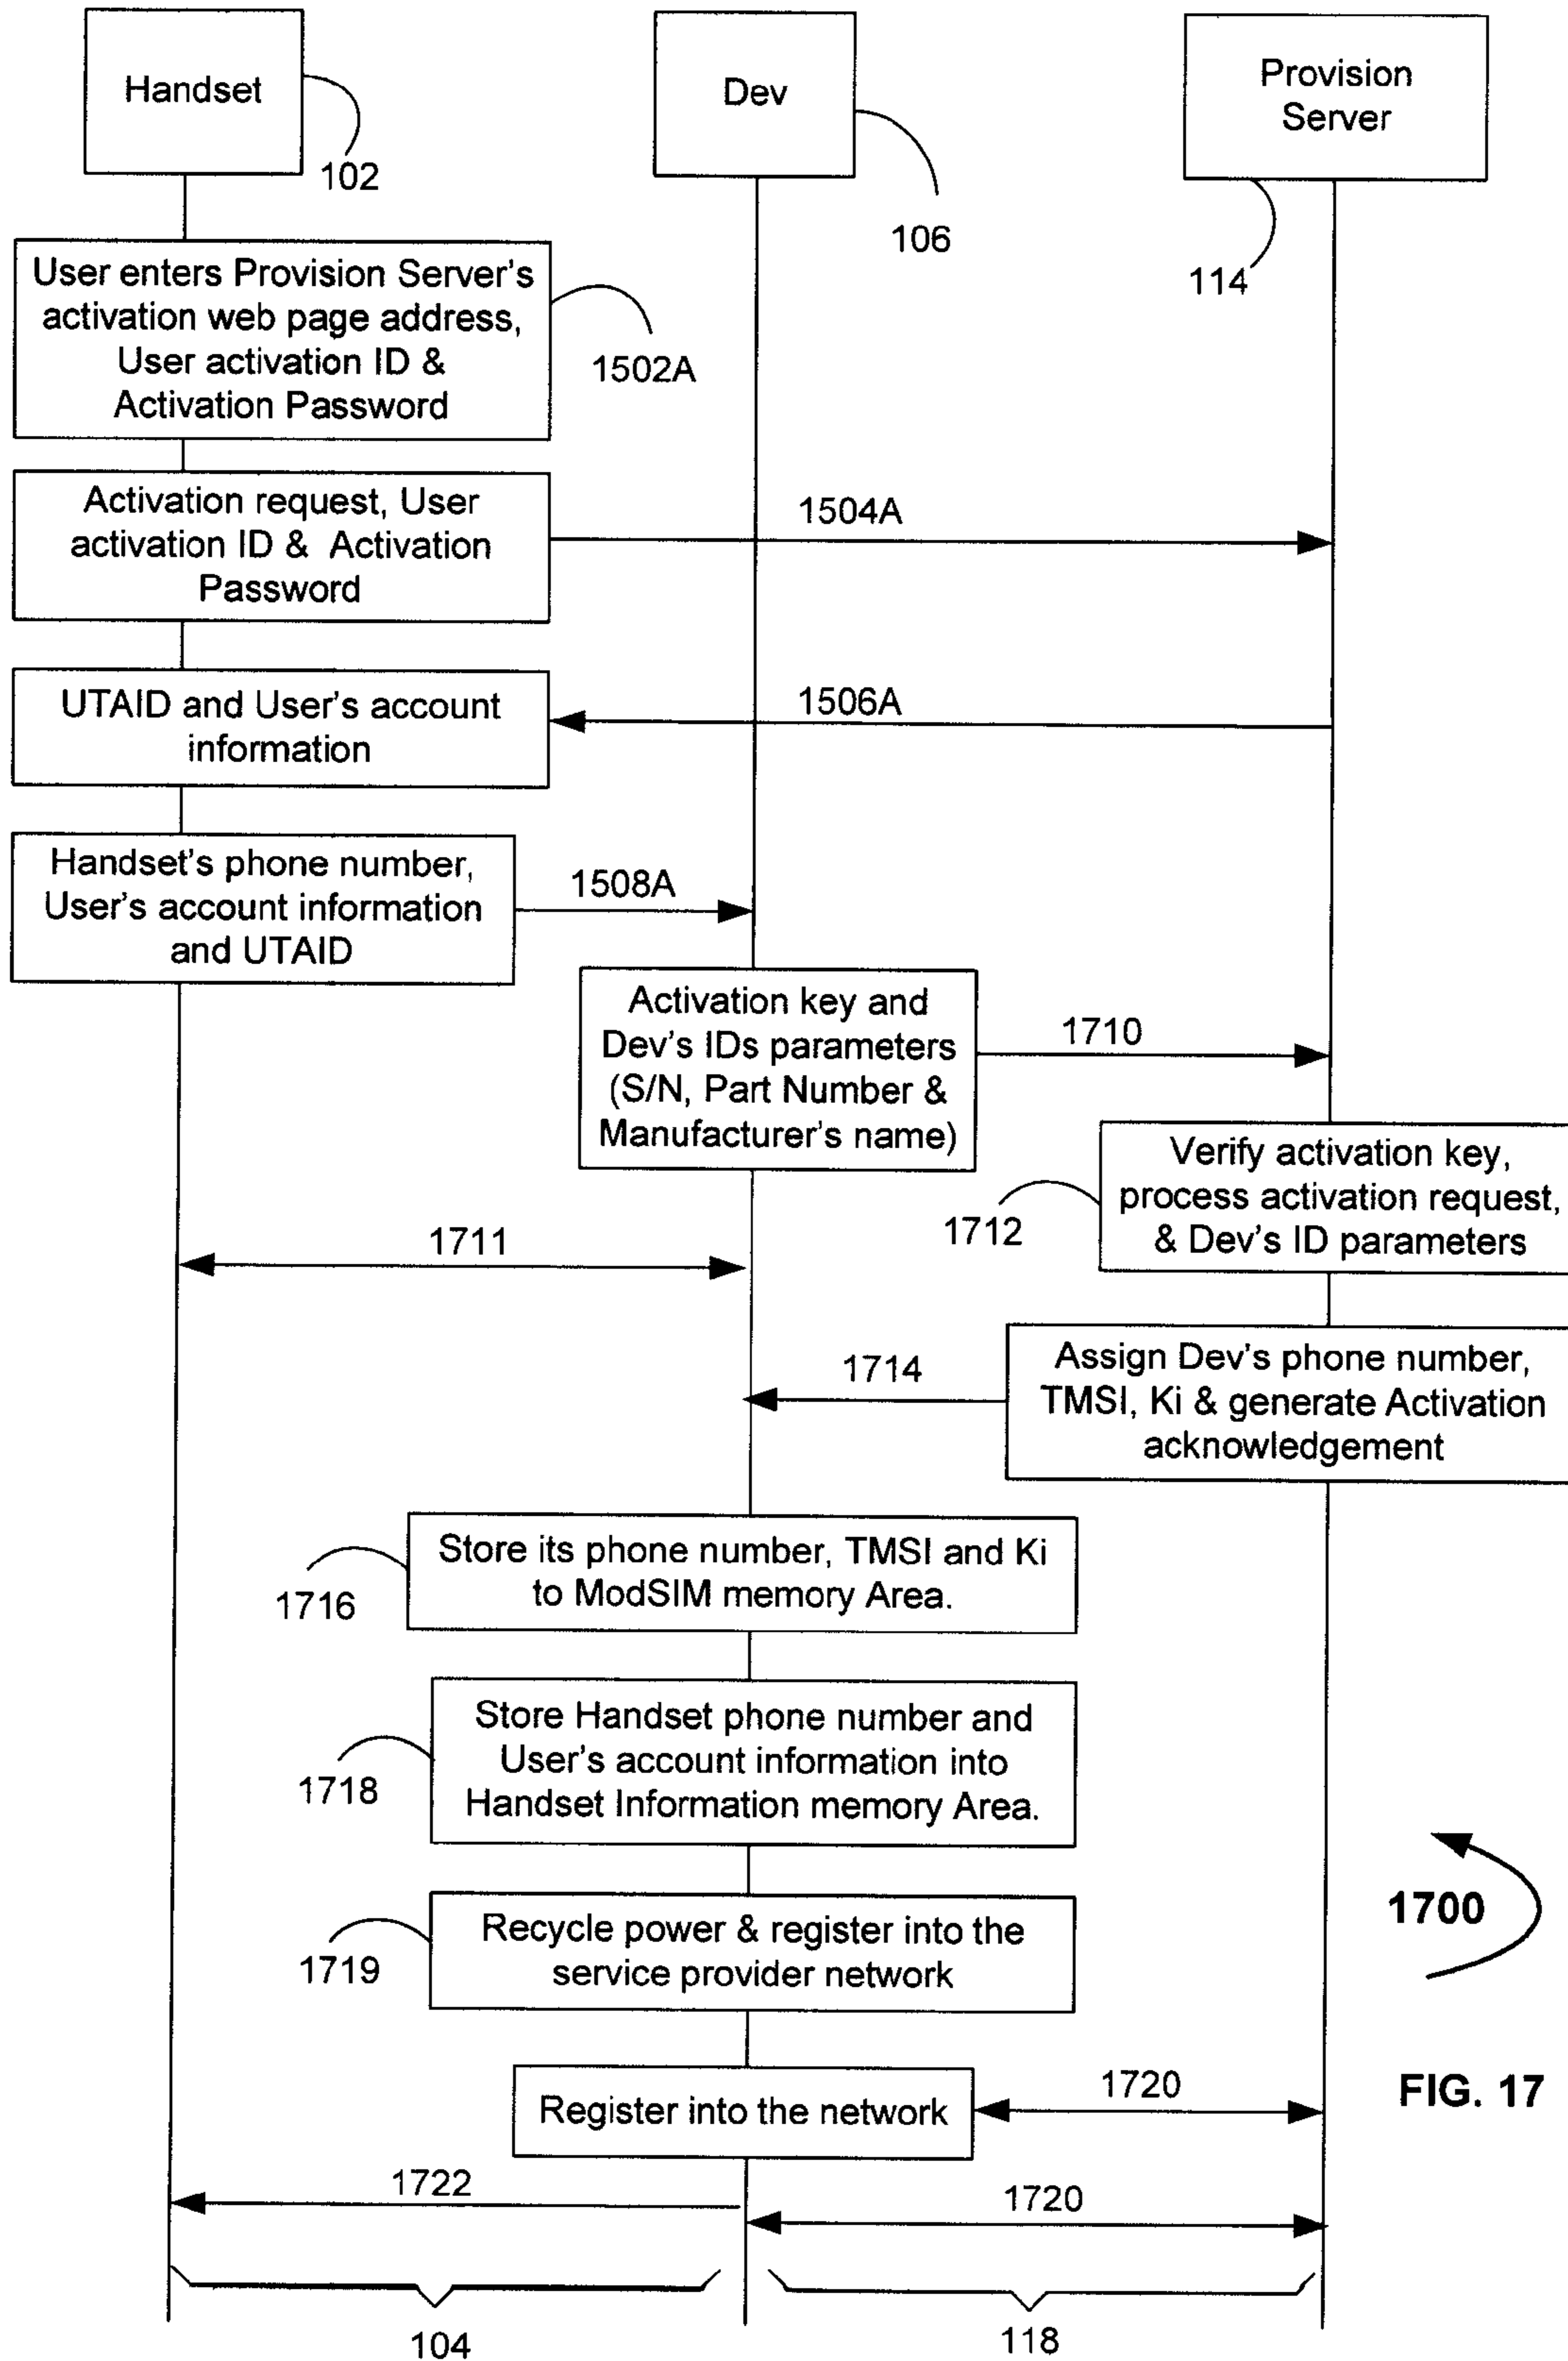 Handset
102
Dev
106
Provision
Server
114
User enters Provision Server's
activation web page address,
User activation ID &
Activation Password
1502A
Activation request, User
activation ID & Activation
Password
1504A
UTAID and User's account
information
1506A
Handset's phone number,
User's account information
and UTAID
1508A
Activation key and
Dev's IDs parameters
(S/N, Part Number &
Manufacturer's name)
1710
Verify activation key,
process activation request,
& Dev's ID parameters
1712
1711
Assign Dev's phone number,
TMSI, Ki & generate Activation
acknowledgement
1714
Store its phone number, TMSI and Ki
to ModSIM memory Area.
1716
Store Handset phone number and
User's account information into
Handset Information memory Area.
1718
Recycle power & register into the
service provider network
1719
1700
Register into the network
1720
FIG. 17
1722
1720
104
118